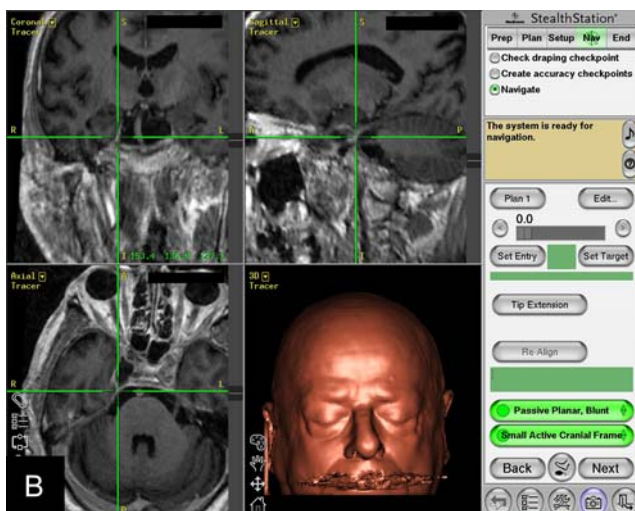 Coronal
Tracer
S
R
L
I
Sagittal
Tracer
S
P
I
Axial
Tracer
R
L
3D
Tracer
B
StealthStation
Prep Plan Setup Nav End
Check draping checkpoint
Create accuracy checkpoints
Navigate
The system is ready for
navigation.
Plan 1 Edit...
0.0
Set Entry Set Target
Tip Extension
Re-Align
Passive Planar, Blunt
Small Active Cranial Frame
Back Next